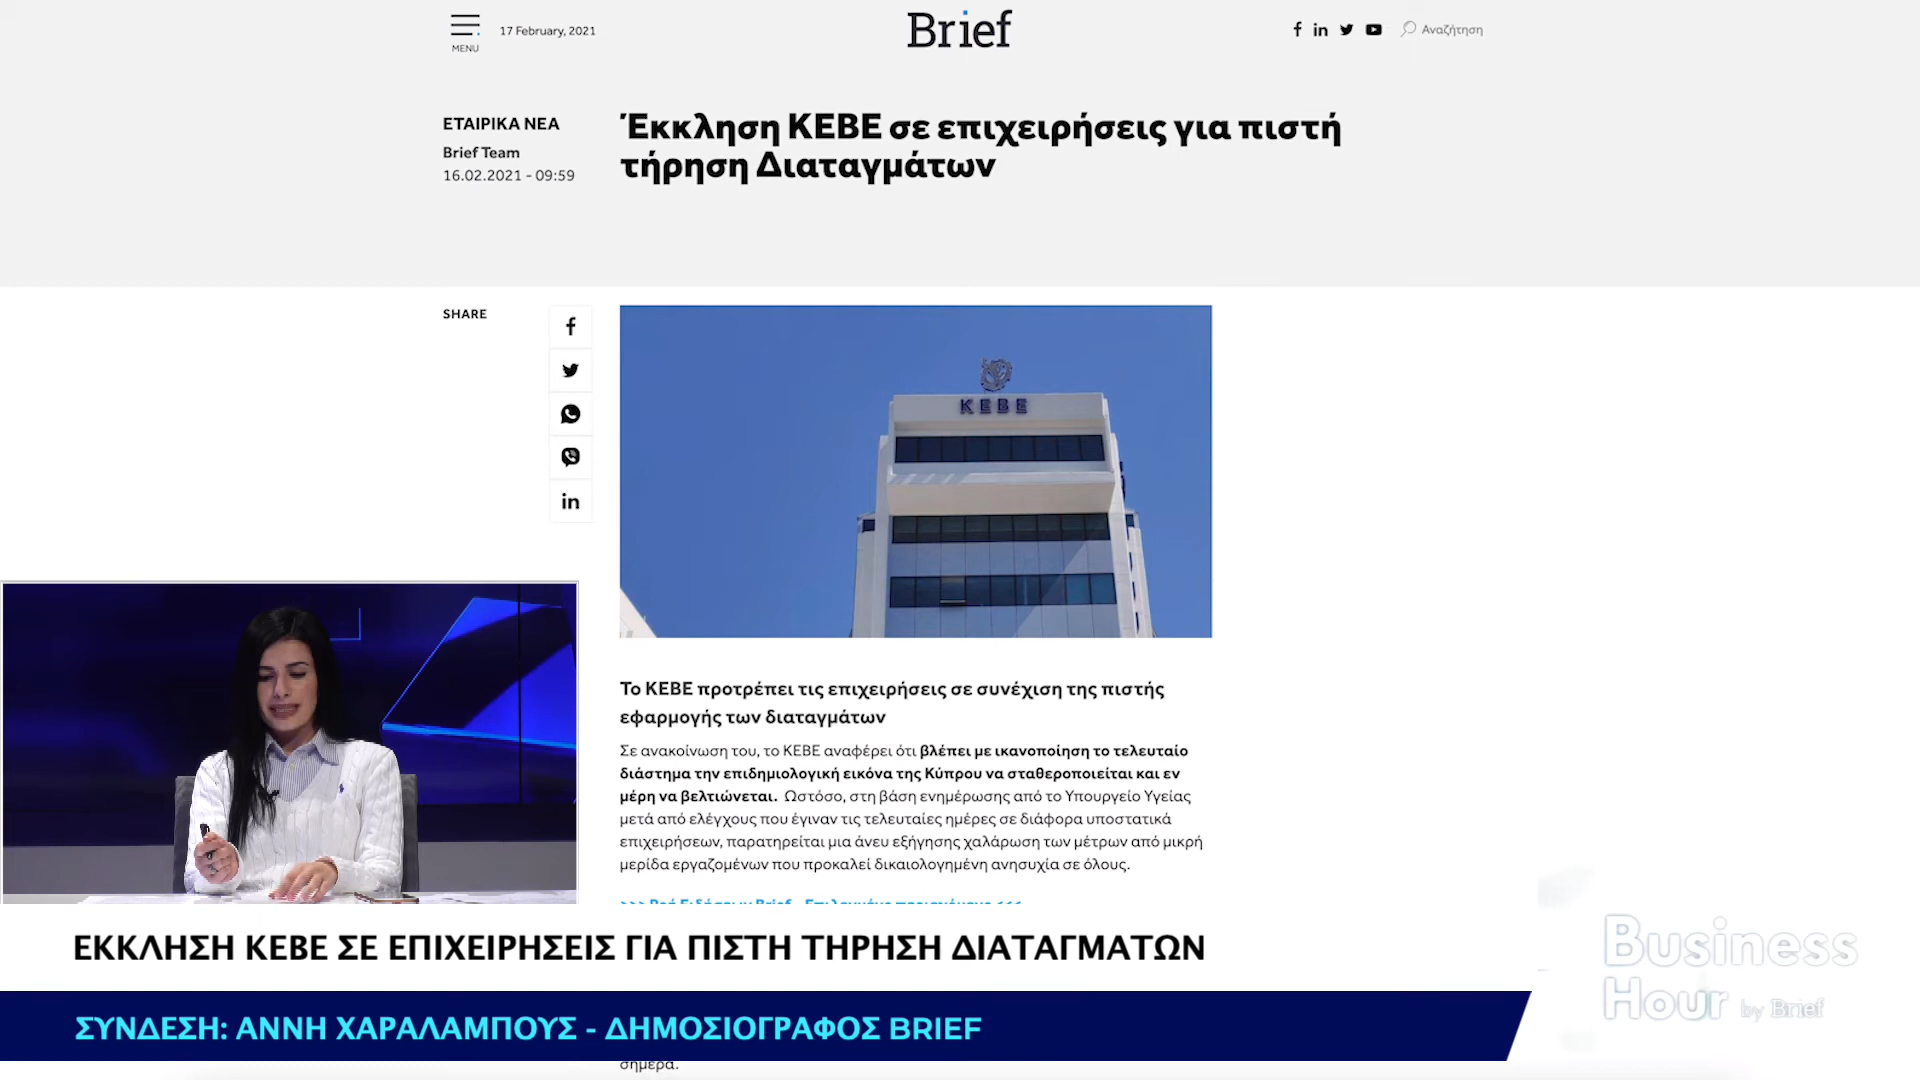 MENU
17 February, 2021
Brief
Αναζήτηση
ΕΤΑΙΡΙΚΑ ΝΕΑ
Brief Team
16.02.2021 - 09:59
Έκκληση ΚΕΒΕ σε επιχειρήσεις για πιστή
τήρηση Διαταγμάτων
SHARE
ΚΕΒΕ
Το ΚΕΒΕ προτρέπει τις επιχειρήσεις σε συνέχιση της πιστής
εφαρμογής των διαταγμάτων
Σε ανακοίνωση του, το ΚΕΒΕ αναφέρει ότι βλέπει με ικανοποίηση το τελευταίο
διάστημα την επιδημιολογική εικόνα της Κύπρου να σταθεροποιείται και εν
μέρη να βελτιώνεται. Ωστόσο, στη βάση ενημέρωσης από το Υπουργείο Υγείας
μετά από ελέγχους που έγιναν τις τελευταίες ημέρες σε διάφορα υποστατικά
επιχειρήσεων, παρατηρείται μια άνευ εξήγησης χαλάρωση των μέτρων από μικρή
μερίδα εργαζομένων που προκαλεί δικαιολογημένη ανησυχία σε όλους.
>>> Ροή Ειδήσεων Brief - Επιλεγμένο περιεχόμενο <<<
ΕΚΚΛΗΣΗ ΚΕΒΕ ΣΕ ΕΠΙΧΕΙΡΗΣΕΙΣ ΓΙΑ ΠΙΣΤΗ ΤΗΡΗΣΗ ΔΙΑΤΑΓΜΑΤΩΝ
ΣΥΝΔΕΣΗ: ΑΝΝΗ ΧΑΡΑΛΑΜΠΟΥΣ - ΔΗΜΟΣΙΟΓΡΑΦΟΣ BRIEF
σήμερα.
Business
Hour by Brief